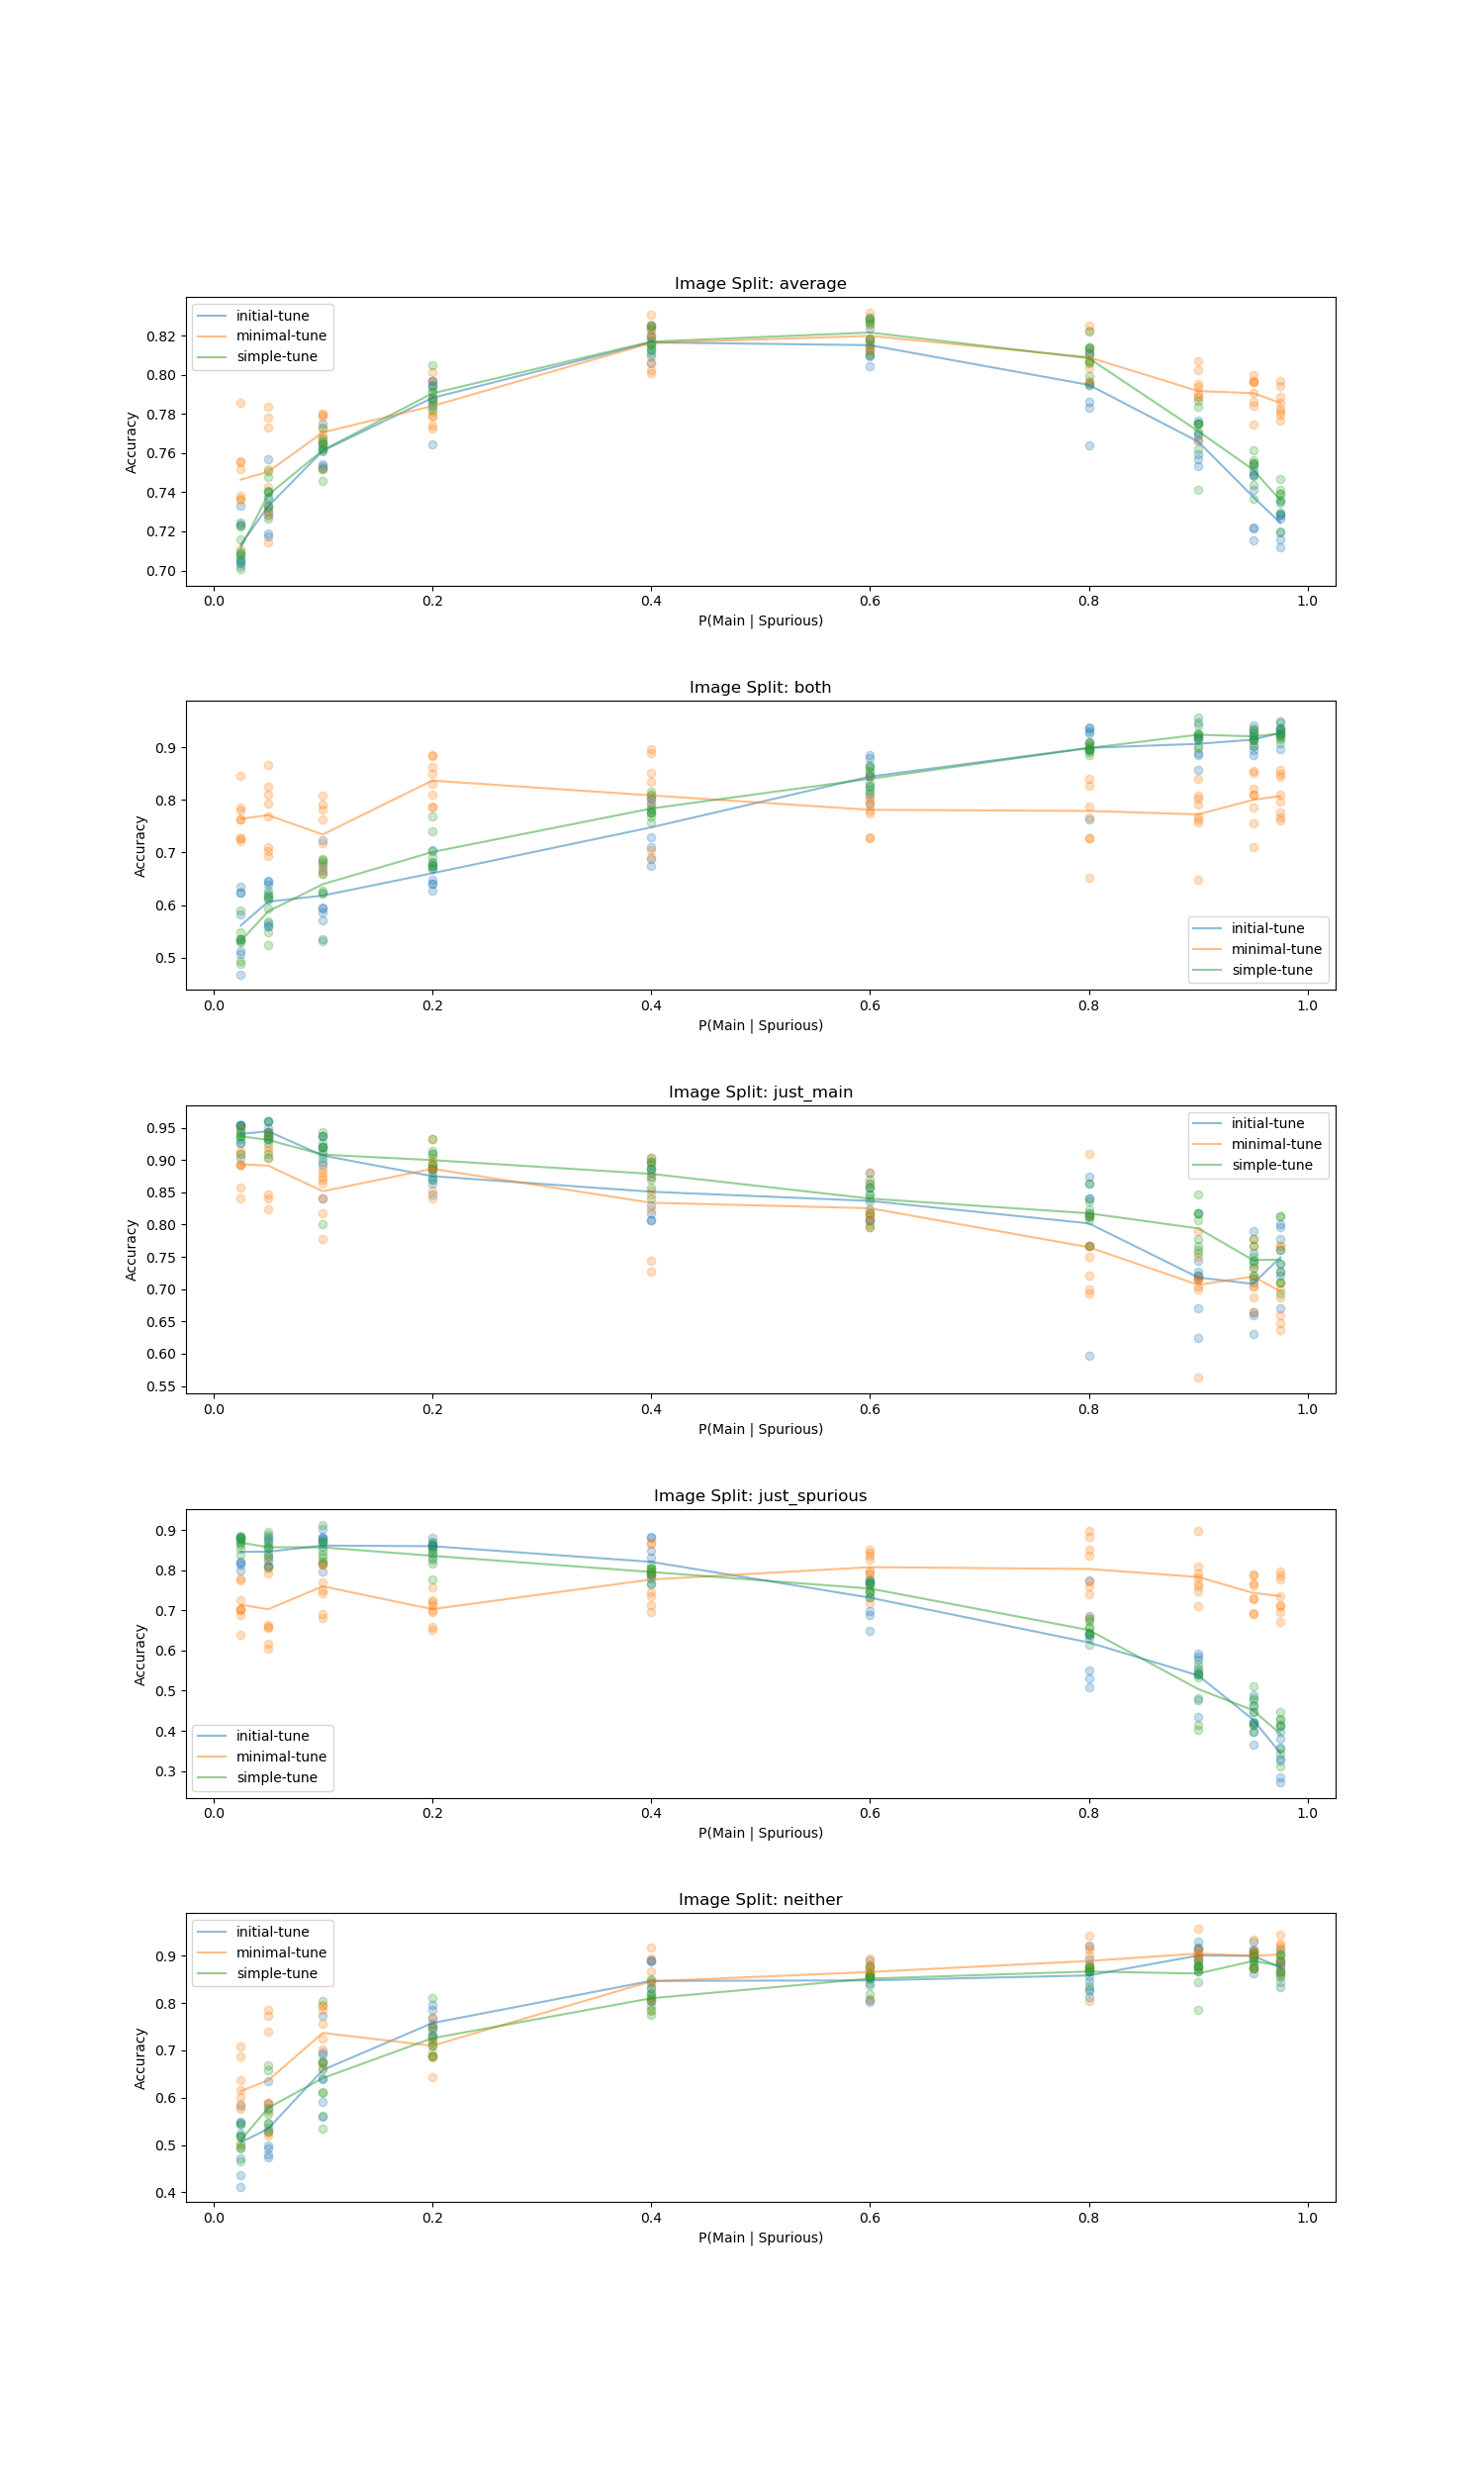 Image Split: average
initial-tune
minimal-tune
simple-tune
0.82
0.80
0.78
0.76
0.74
0.72
0.70
Accuracy
0.0 0.2 0.4 0.6 0.8 1.0
P(Main | Spurious)
Image Split: both
0.9
0.8
0.7
0.6
0.5
Accuracy
initial-tune
minimal-tune
simple-tune
0.0 0.2 0.4 0.6 0.8 1.0
P(Main | Spurious)
Image Split: just_main
initial-tune
minimal-tune
simple-tune
0.95
0.90
0.85
0.80
0.75
0.70
0.65
0.60
0.55
Accuracy
0.0 0.2 0.4 0.6 0.8 1.0
P(Main | Spurious)
Image Split: just_spurious
0.9
0.8
0.7
0.6
0.5
0.4
0.3
Accuracy
initial-tune
minimal-tune
simple-tune
0.0 0.2 0.4 0.6 0.8 1.0
P(Main | Spurious)
Image Split: neither
initial-tune
minimal-tune
simple-tune
0.9
0.8
0.7
0.6
0.5
0.4
Accuracy
0.0 0.2 0.4 0.6 0.8 1.0
P(Main | Spurious)